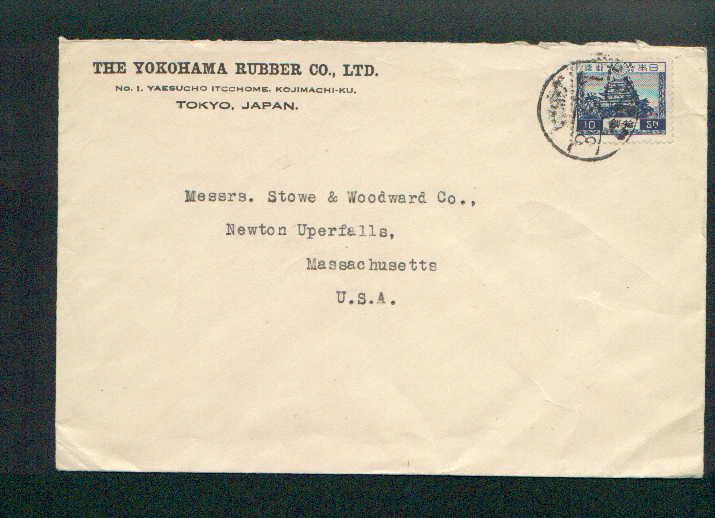 THE YOKOHAMA RUBBER CO., LTD.
No. 1, YAESUCHO ITCCHOME, KOJIMACHI-KU.
TOKYO, JAPAN.
10
Messrs. Stowe & Woodward Co.,
Newton Uperfalls,
Massachusetts
U.S.A.